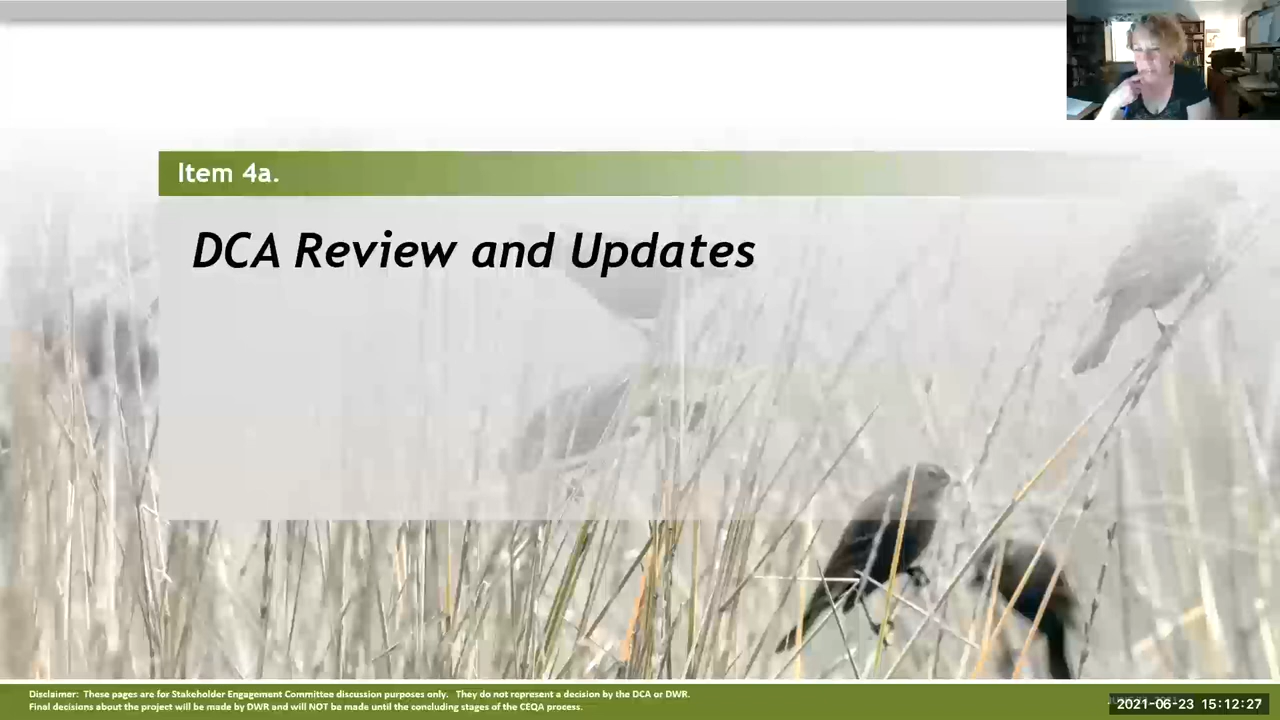 Item 4a.
DCA Review and Updates
Disclaimer: These pages are for Stakeholder Engagement Committee discussion purposes only. They do not represent a decision by the DCA or DWR.
Final decisions about the project will be made by DWR and will NOT be made until the concluding stages of the CEQA process.
2021-06-23 15:12:27